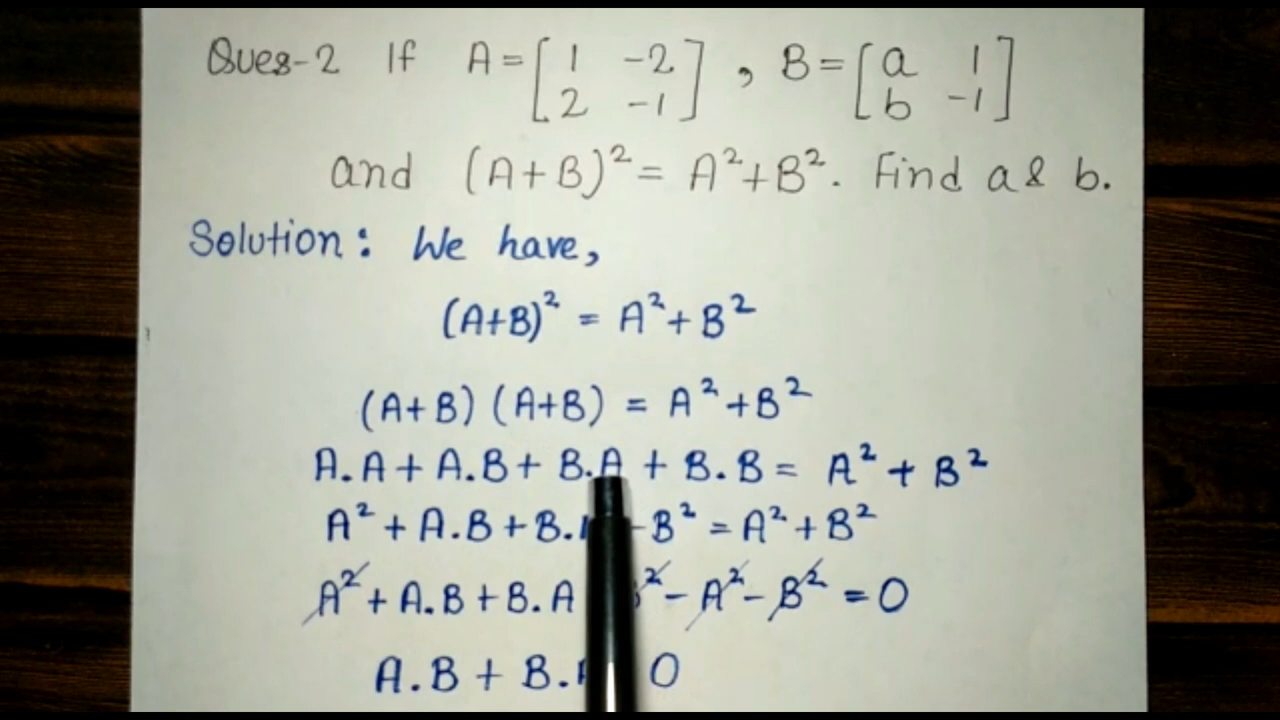 Ques-2 If A = [ 1 -2 ] , B = [ a 1 ]
[ 2 -1 ] [ b -1 ]
and (A+B)² = A²+B². Find a & b.
Solution: We have,
(A+B)² = A²+B²
(A+B) (A+B) = A²+B²
A.A + A.B + B.A + B.B = A² + B²
A² + A.B + B. B² = A² + B²
A² + A.B + B.A ² - A² - B² = 0
A.B + B. 0